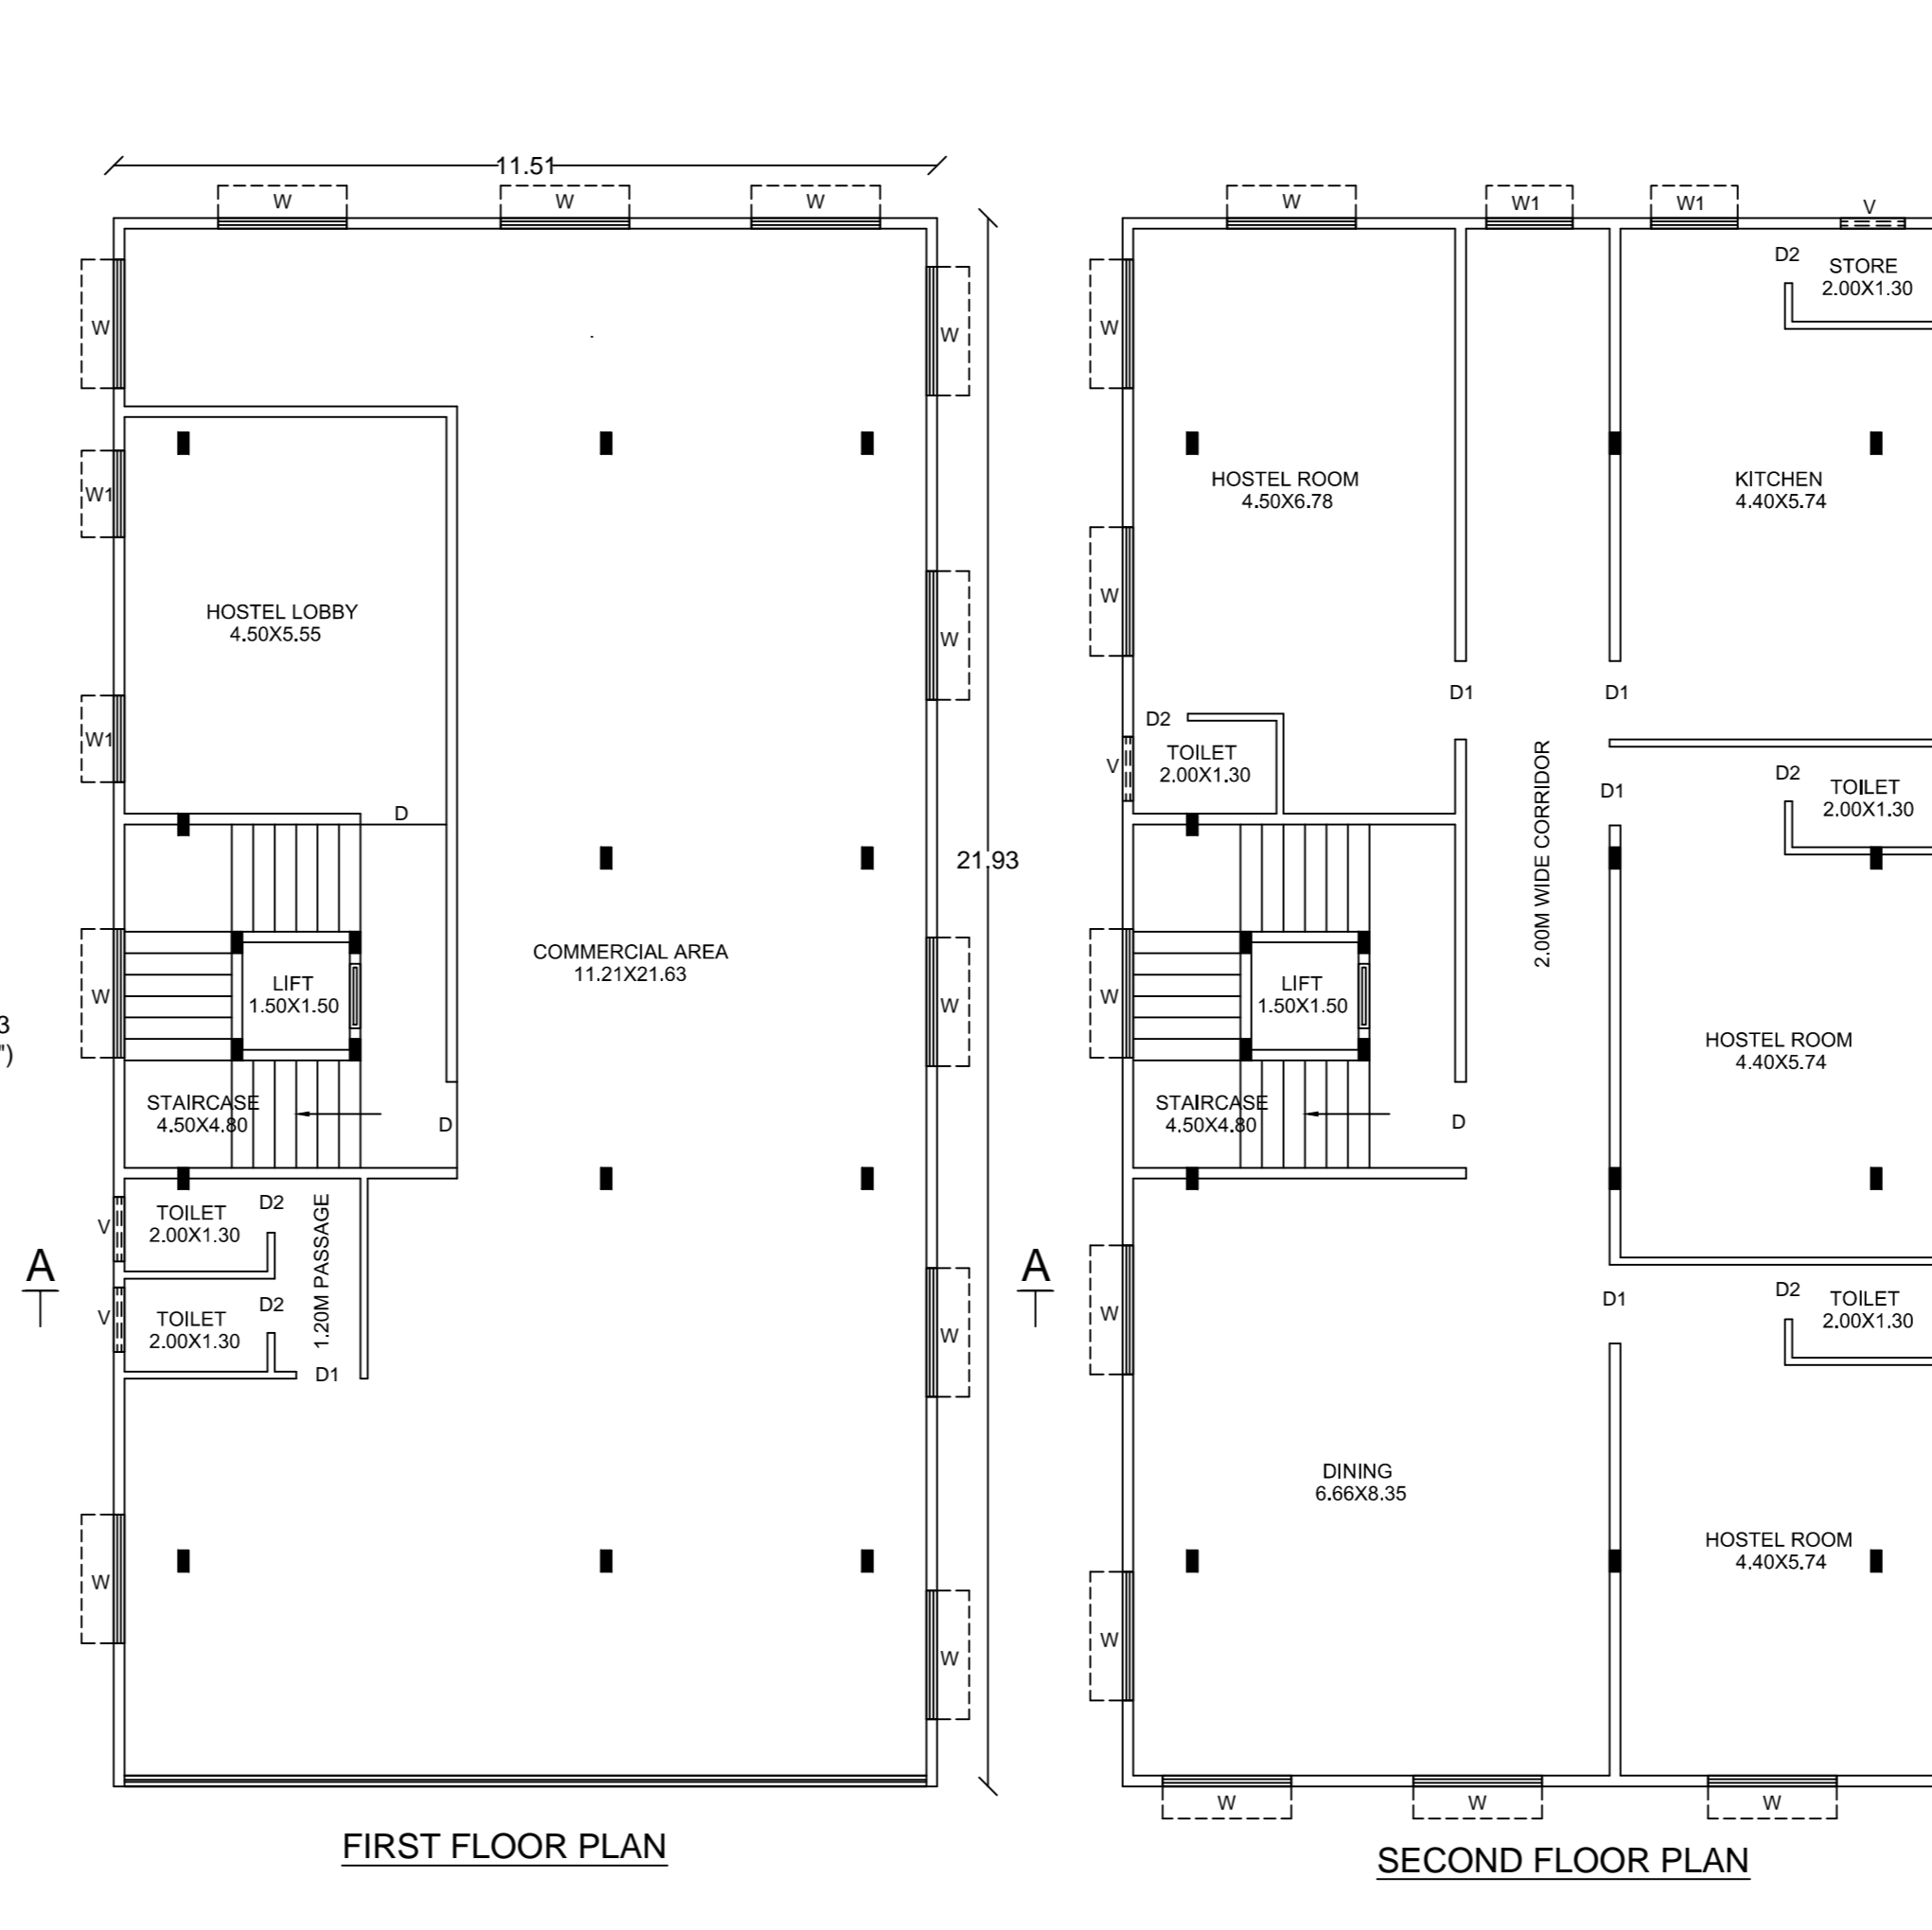 11.51
W
W
W
W
W
W1
HOSTEL LOBBY
4.50X5.55
W
W1
D
21.93
COMMERCIAL AREA
11.21X21.63
LIFT
1.50X1.50
W
W
3
")
STAIRCASE
4.50X4.80
D
TOILET
2.00X1.30
D2
V
1.20M PASSAGE
A
TOILET
2.00X1.30
D2
V
W
D1
W
W
FIRST FLOOR PLAN
W
W1
W1
V
D2
STORE
2.00X1.30
W
HOSTEL ROOM
4.50X6.78
KITCHEN
4.40X5.74
W
D1
D1
D2
TOILET
2.00X1.30
V
2.00M WIDE CORRIDOR
D1
D2
TOILET
2.00X1.30
W
LIFT
1.50X1.50
HOSTEL ROOM
4.40X5.74
STAIRCASE
4.50X4.80
D
A
W
D1
D2
TOILET
2.00X1.30
DINING
6.66X8.35
HOSTEL ROOM
4.40X5.74
W
W
W
W
SECOND FLOOR PLAN